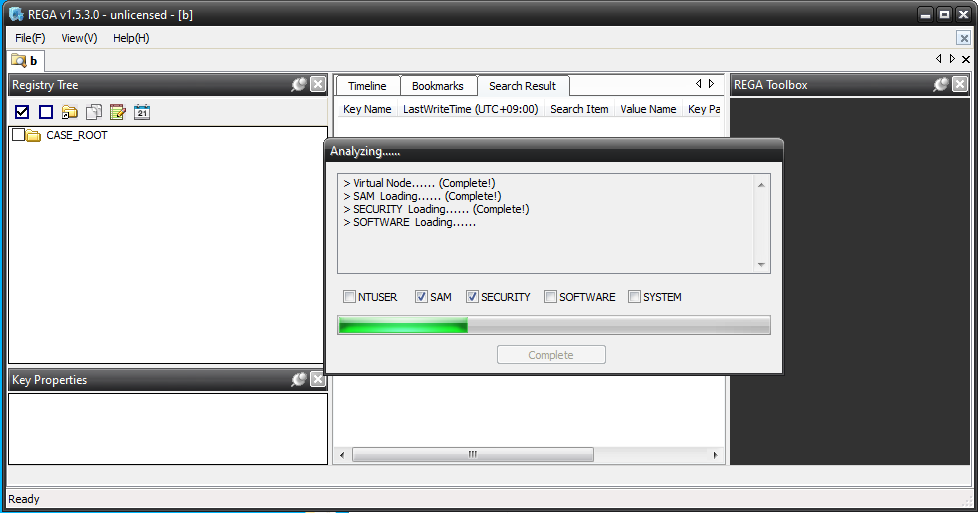 REGA v1.5.3.0 - unlicensed - [b]
File(F) View(V) Help(H)
b
Registry Tree
Timeline Bookmarks Search Result
REGA Toolbox
21
Key Name LastWriteTime (UTC+09:00) Search Item Value Name Key Pa
CASE_ROOT
Analyzing......
> Virtual Node...... (Complete!)
> SAM Loading...... (Complete!)
> SECURITY Loading...... (Complete!)
> SOFTWARE Loading......
NTUSER SAM SECURITY SOFTWARE SYSTEM
Complete
Key Properties
Ready